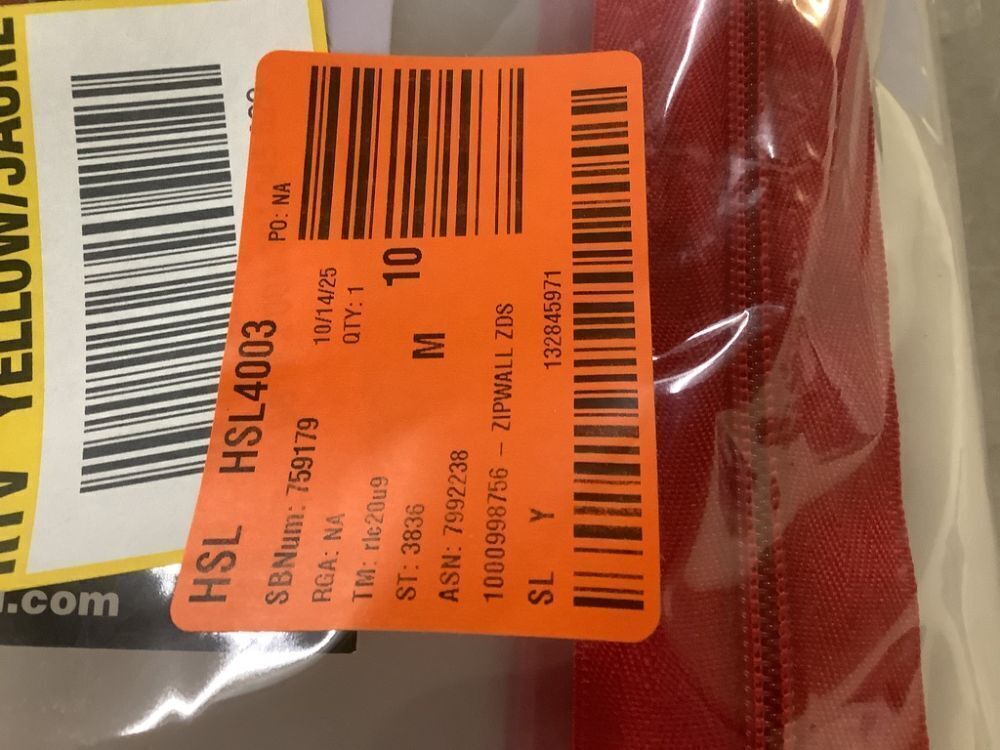 HSL HSL4003
SBNum: 759179
RGA: NA
PO: NA
TM: rlc20u9
10/14/25
ST: 3836
QTY: 1
ASN: 7992238
M 10
1000998756 – ZIPWALL ZDS
SL Y
132845971
YELLOW/JAUNE
.com